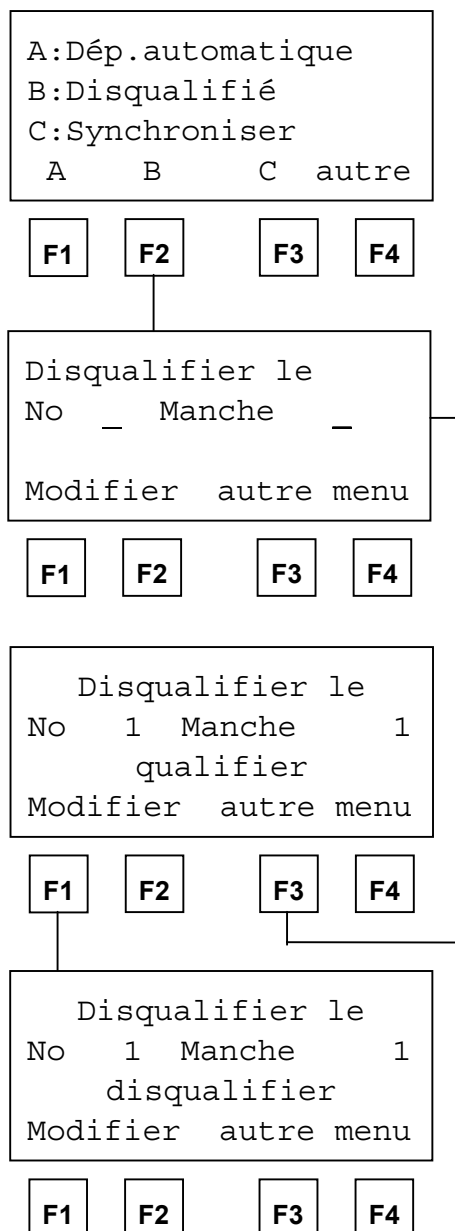 A:Dép.automatique
B:Disqualifié
C:Synchroniser
A B C autre
F1 F2 F3 F4
Disqualifier le
No _ Manche _
Modifier autre menu
F1 F2 F3 F4
Disqualifier le
No 1 Manche 1
qualifier
Modifier autre menu
F1 F2 F3 F4
Disqualifier le
No 1 Manche 1
disqualifier
Modifier autre menu
F1 F2 F3 F4